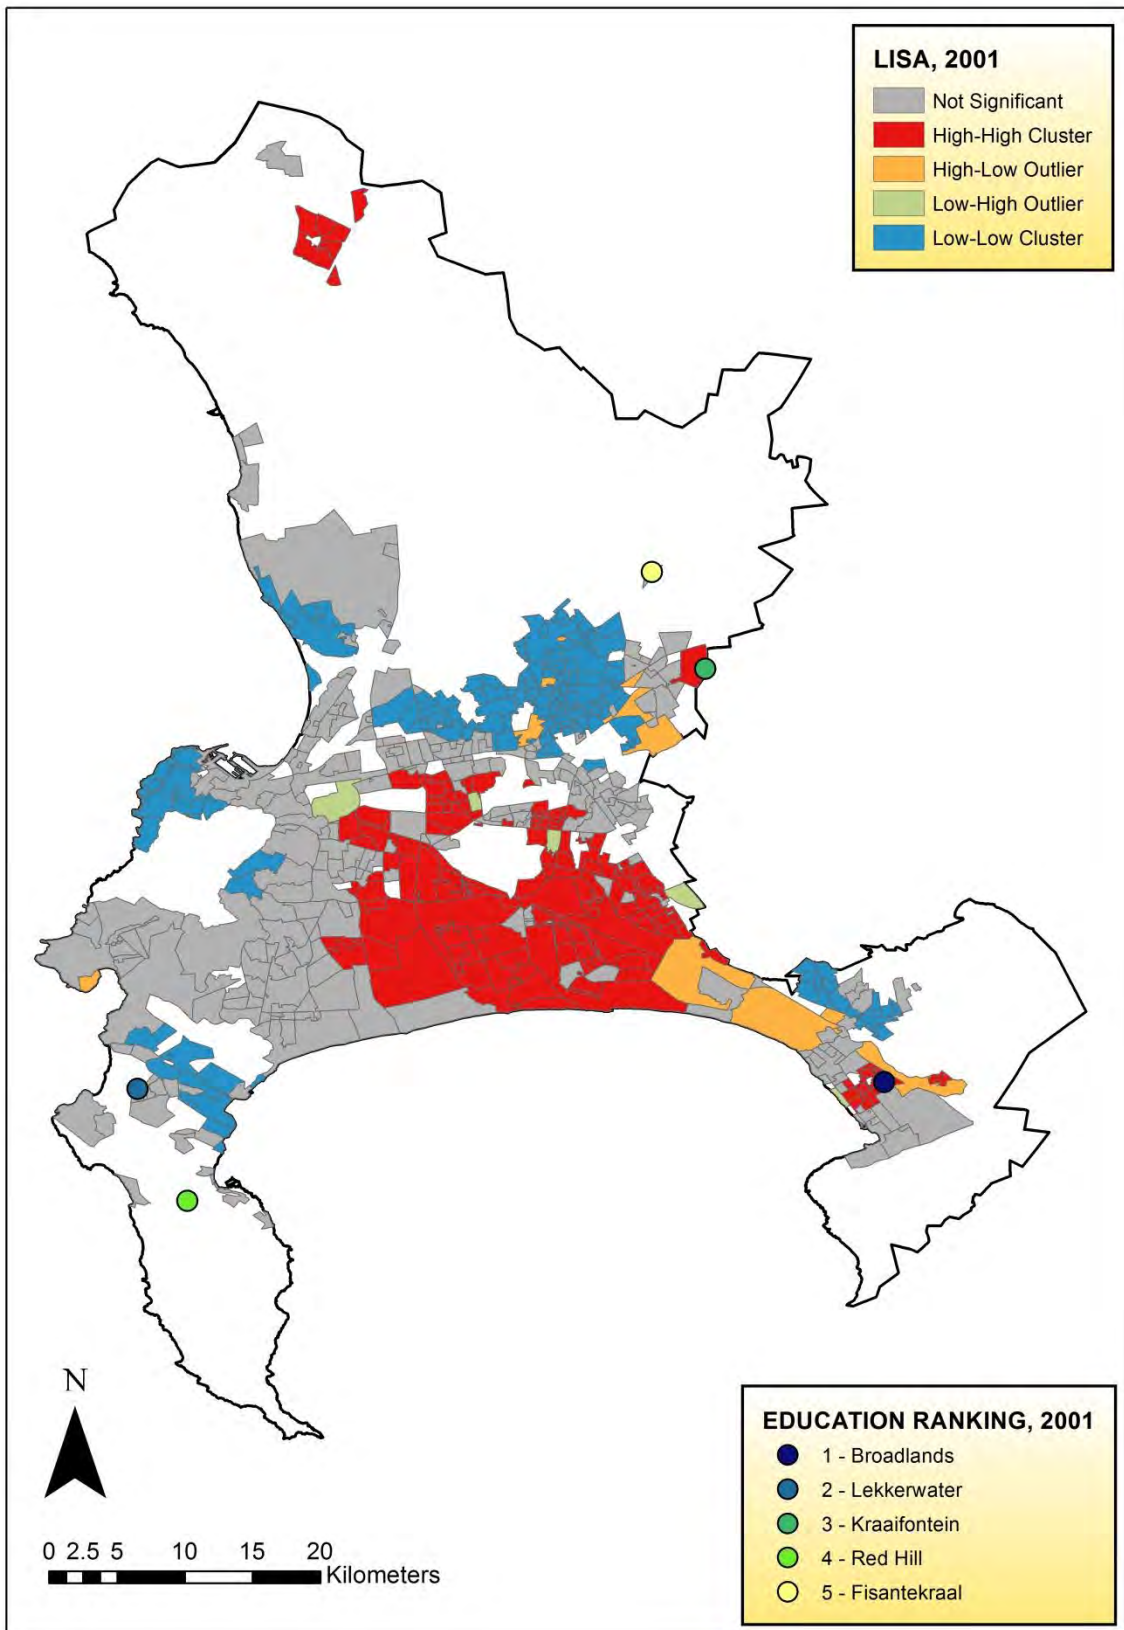 LISA, 2001
Not Significant
High-High Cluster
High-Low Outlier
Low-High Outlier
Low-Low Cluster
N
0 2.5 5 10 15 20
Kilometers
EDUCATION RANKING, 2001
1 - Broadlands
2 - Lekkerwater
3 - Kraaifontein
4 - Red Hill
5 - Fisantekraal